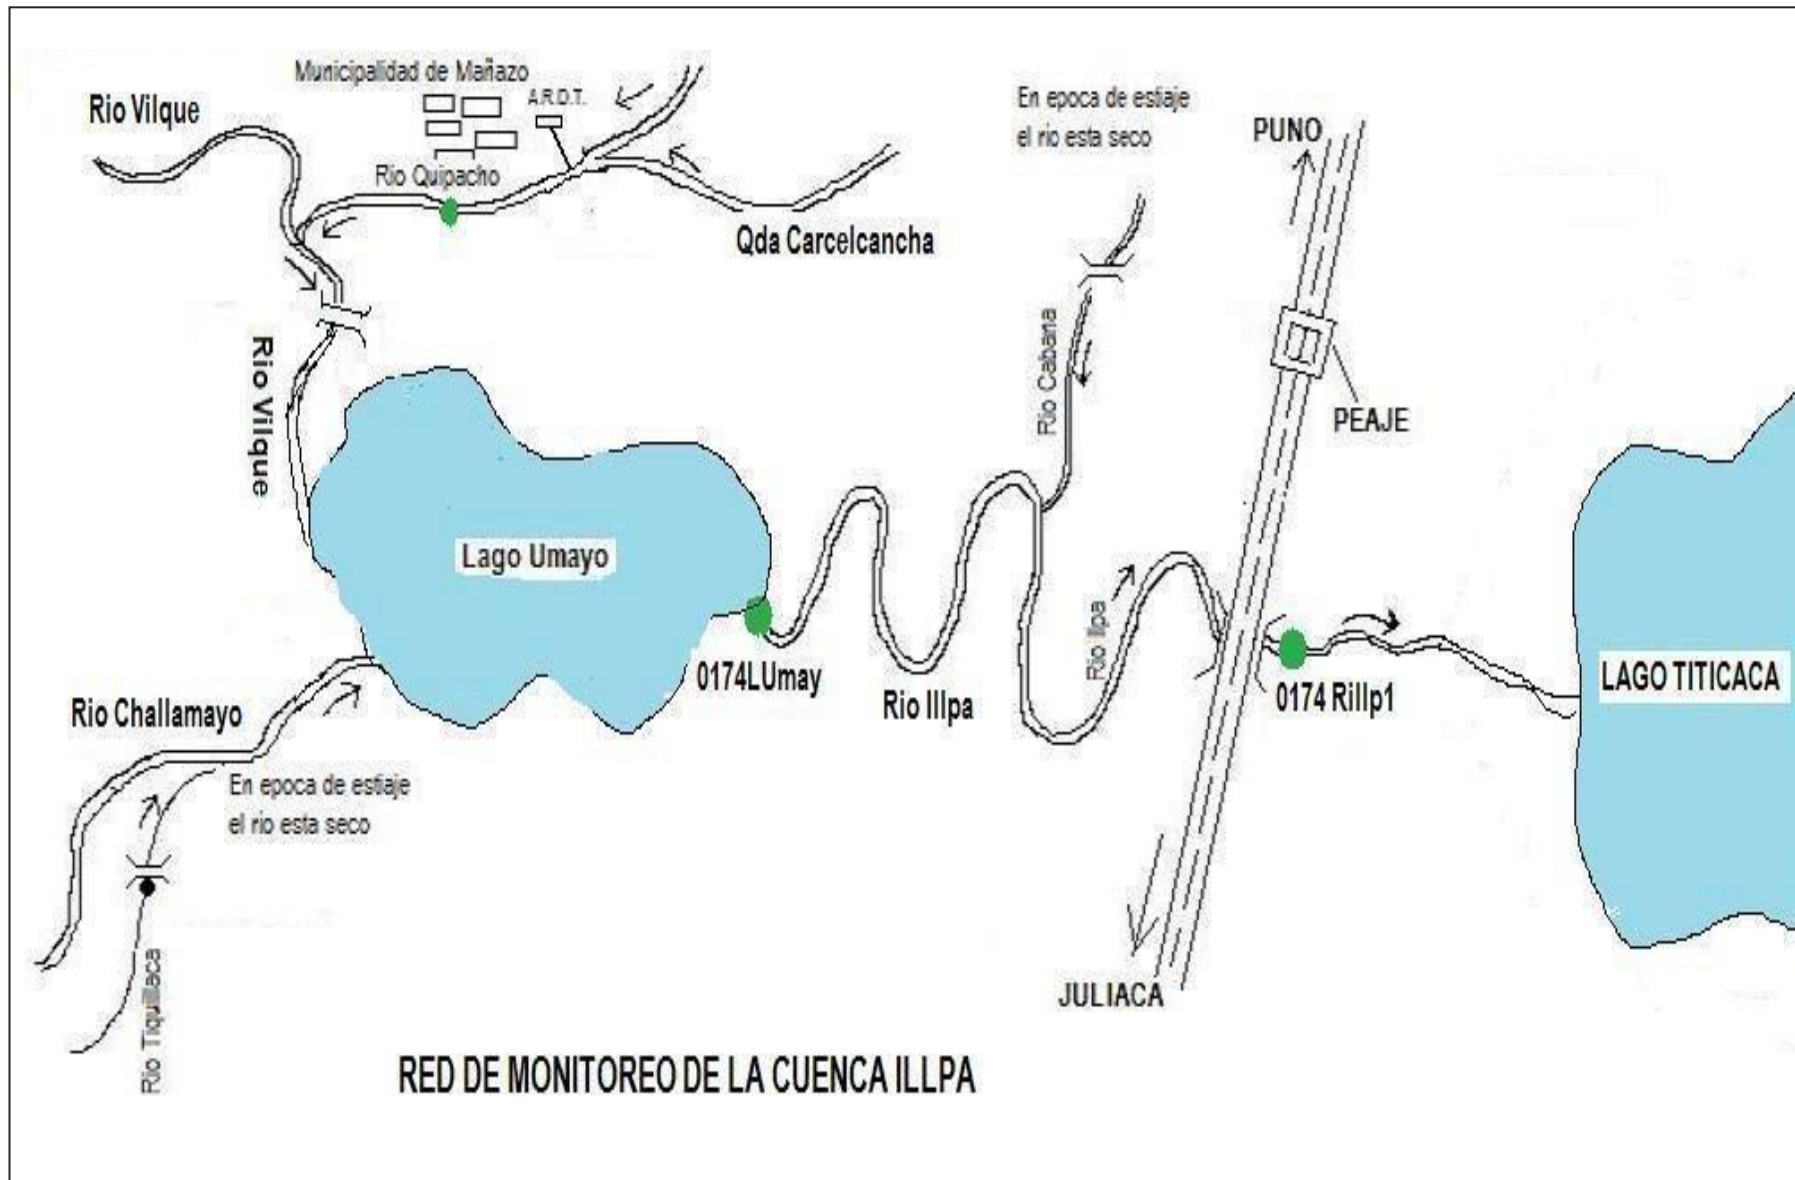 Municipalidad de Mañazo
A.R.D.T.
Rio Vilque
Rio Quipacho
Qda Carcelcancha
En epoca de estiaje
el rio esta seco
PUNO
Rio Vilque
Rio Cabana
PEAJE
Lago Umayo
0174LUmay
Rio Illpa
Rio Ilpa
0174 RIllp1
LAGO TITICACA
Rio Challamayo
En epoca de estiaje
el rio esta seco
Rio Tiquillaca
JULIACA
RED DE MONITOREO DE LA CUENCA ILLPA